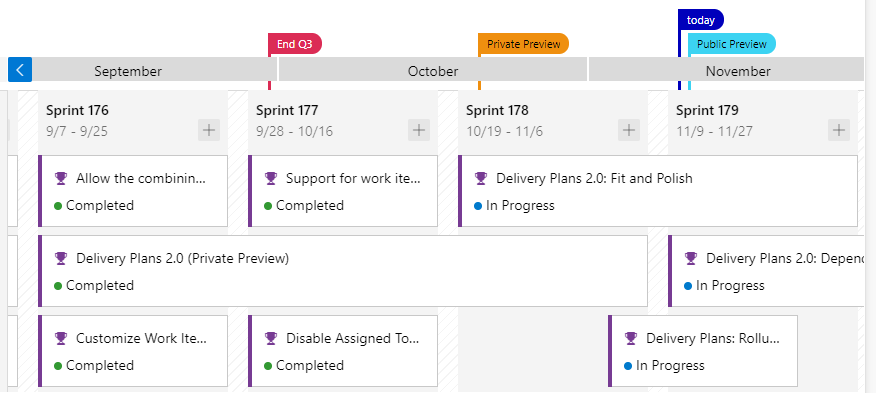 today
End Q3
Private Preview
Public Preview
September
October
November
Sprint 176
9/7 - 9/25
Sprint 177
9/28 - 10/16
Sprint 178
10/19 - 11/6
Sprint 179
11/9 - 11/27
Allow the combinin...
Completed
Support for work ite...
Completed
Delivery Plans 2.0: Fit and Polish
In Progress
Delivery Plans 2.0 (Private Preview)
Completed
Delivery Plans 2.0: Depend
In Progress
Customize Work Ite...
Completed
Disable Assigned To...
Completed
Delivery Plans: Rollu...
In Progress